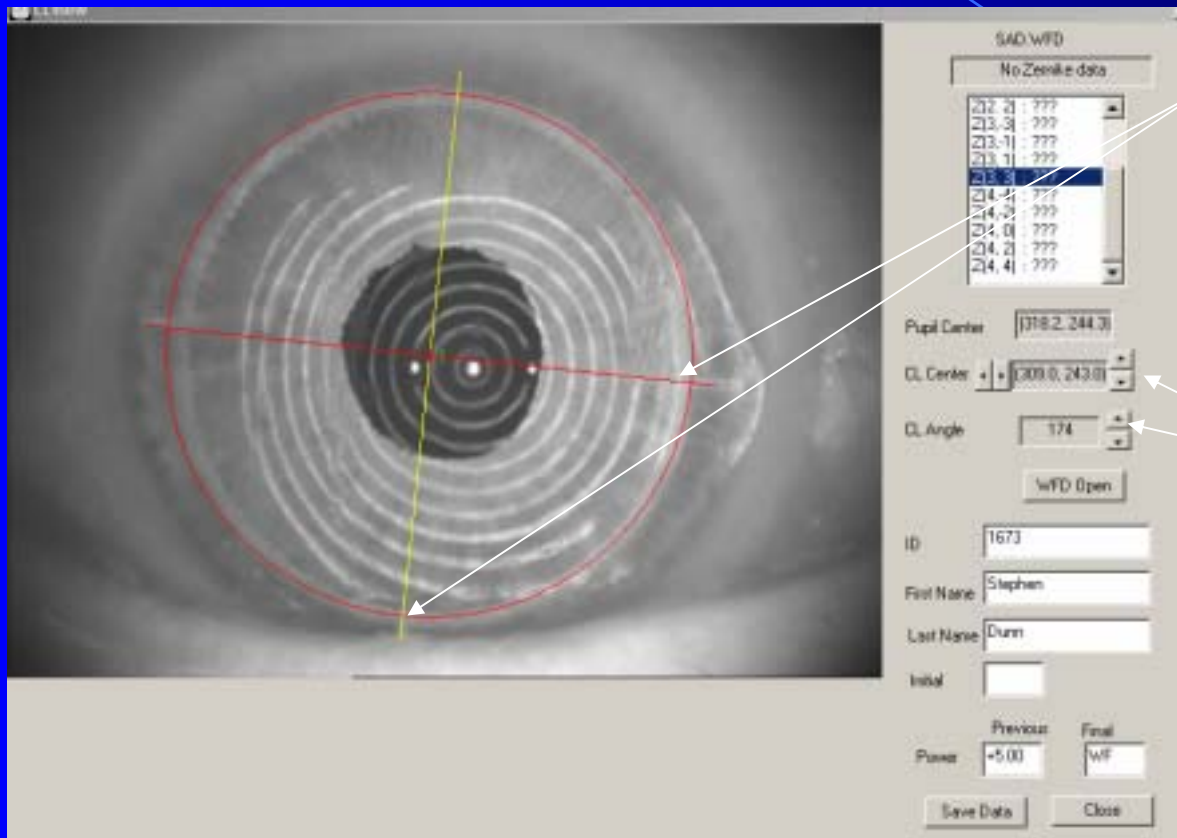 SAD.WFD
No Zernike data
Z[2, 2] : ???
Z[3,-3] : ???
Z[3,-1] : ???
Z[3, 1] : ???
Z[3, 3] : ???
Z[4,-4] : ???
Z[4,-2] : ???
Z[4, 0] : ???
Z[4, 2] : ???
Z[4, 4] : ???
Pupil Center (318.2, 244.3)
CL Center (309.0, 243.0)
CL Angle 174
WFD Open
ID 1673
First Name Stephen
Last Name Dunn
Initial
Previous Final
Power +5.00 WF
Save Data Close